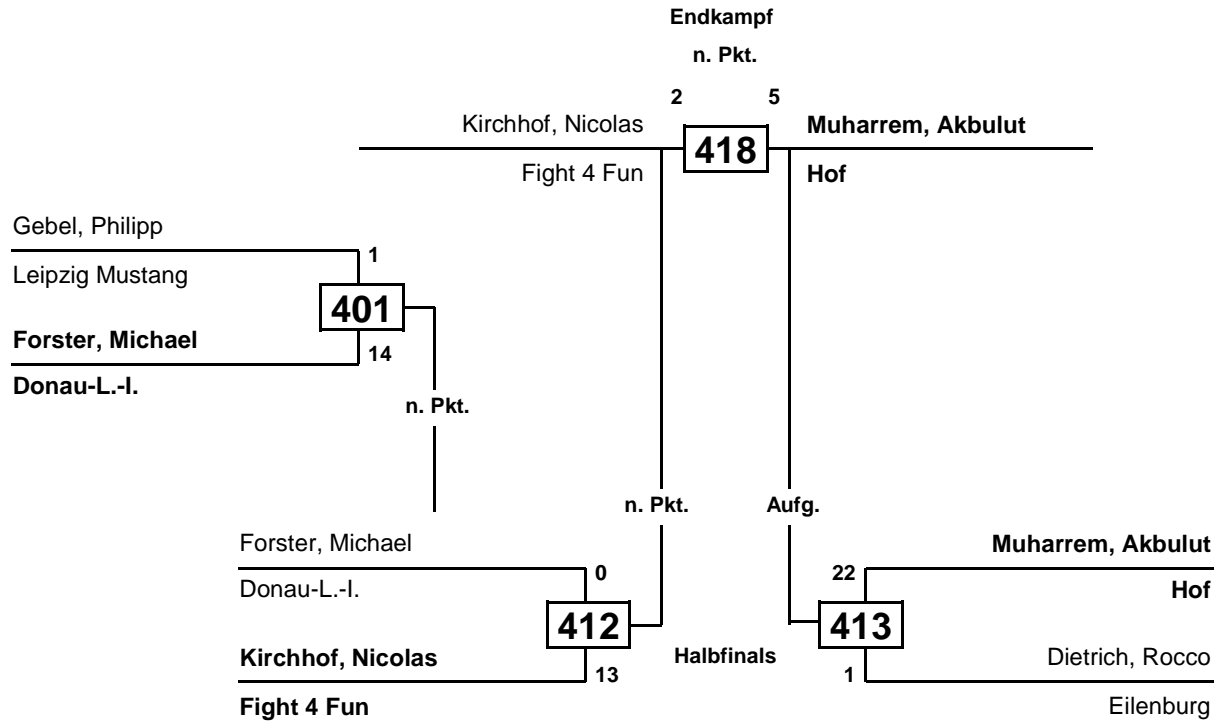 Endkampf
n. Pkt.
2 5
Kirchhof, Nicolas 418 Muharrem, Akbulut
Fight 4 Fun Hof
Gebel, Philipp
1
Leipzig Mustang
401
Forster, Michael
14
Donau-L.-I.
n. Pkt.
n. Pkt. Aufg.
Forster, Michael Muharrem, Akbulut
0 22
Donau-L.-I. Hof
412 413
Kirchhof, Nicolas Halbfinals Dietrich, Rocco
13 1
Fight 4 Fun Eilenburg